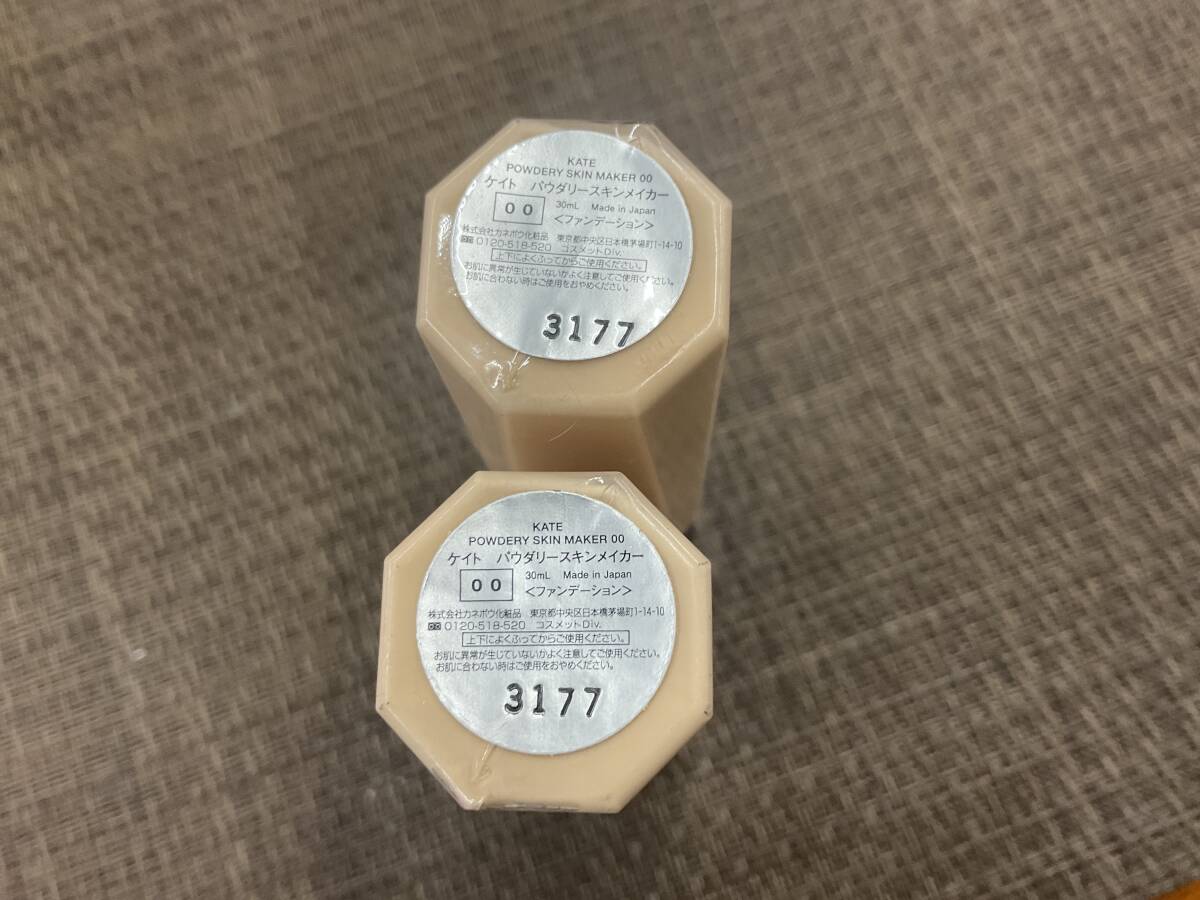 KATE
POWDERY SKIN MAKER 00
ケイト パウダリースキンメイカー
00 30mL Made in Japan
<ファンデーション>
株式会社カネボウ化粧品 東京都中央区日本橋茅場町1-14-10
0120-518-520 コスメットDiv.
上下によくふってからご使用ください。
お肌に異常が生じていないかよく注意してご使用ください。
お肌に合わない時はご使用をおやめください。
3177
KATE
POWDERY SKIN MAKER 00
ケイト パウダリースキンメイカー
00 30mL Made in Japan
<ファンデーション>
株式会社カネボウ化粧品 東京都中央区日本橋茅場町1-14-10
0120-518-520 コスメットDiv.
上下によくふってからご使用ください。
お肌に異常が生じていないかよく注意してご使用ください。
お肌に合わない時はご使用をおやめください。
3177